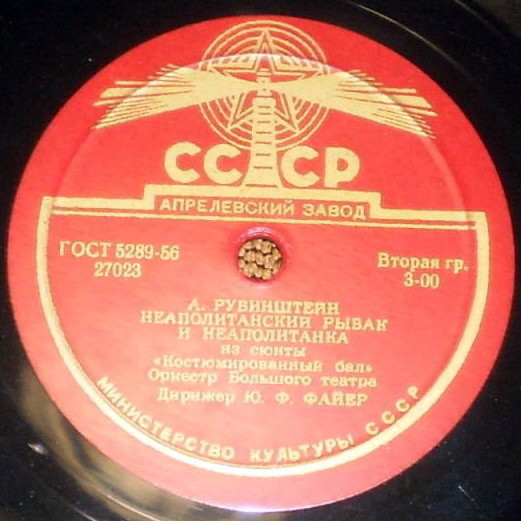 СССР
АПРЕЛЕВСКИЙ ЗАВОД
ГОСТ 5289-56
27023
Вторая гр.
3-00
А. РУБИНШТЕЙН
НЕАПОЛИТАНСКИЙ РЫБАК
И НЕАПОЛИТАНКА
из сюиты
«Костюмированный бал»
Оркестр Большого театра
Дирижер Ю. Ф. ФАЙЕР
МИНИСТЕРСТВО КУЛЬТУРЫ СССР